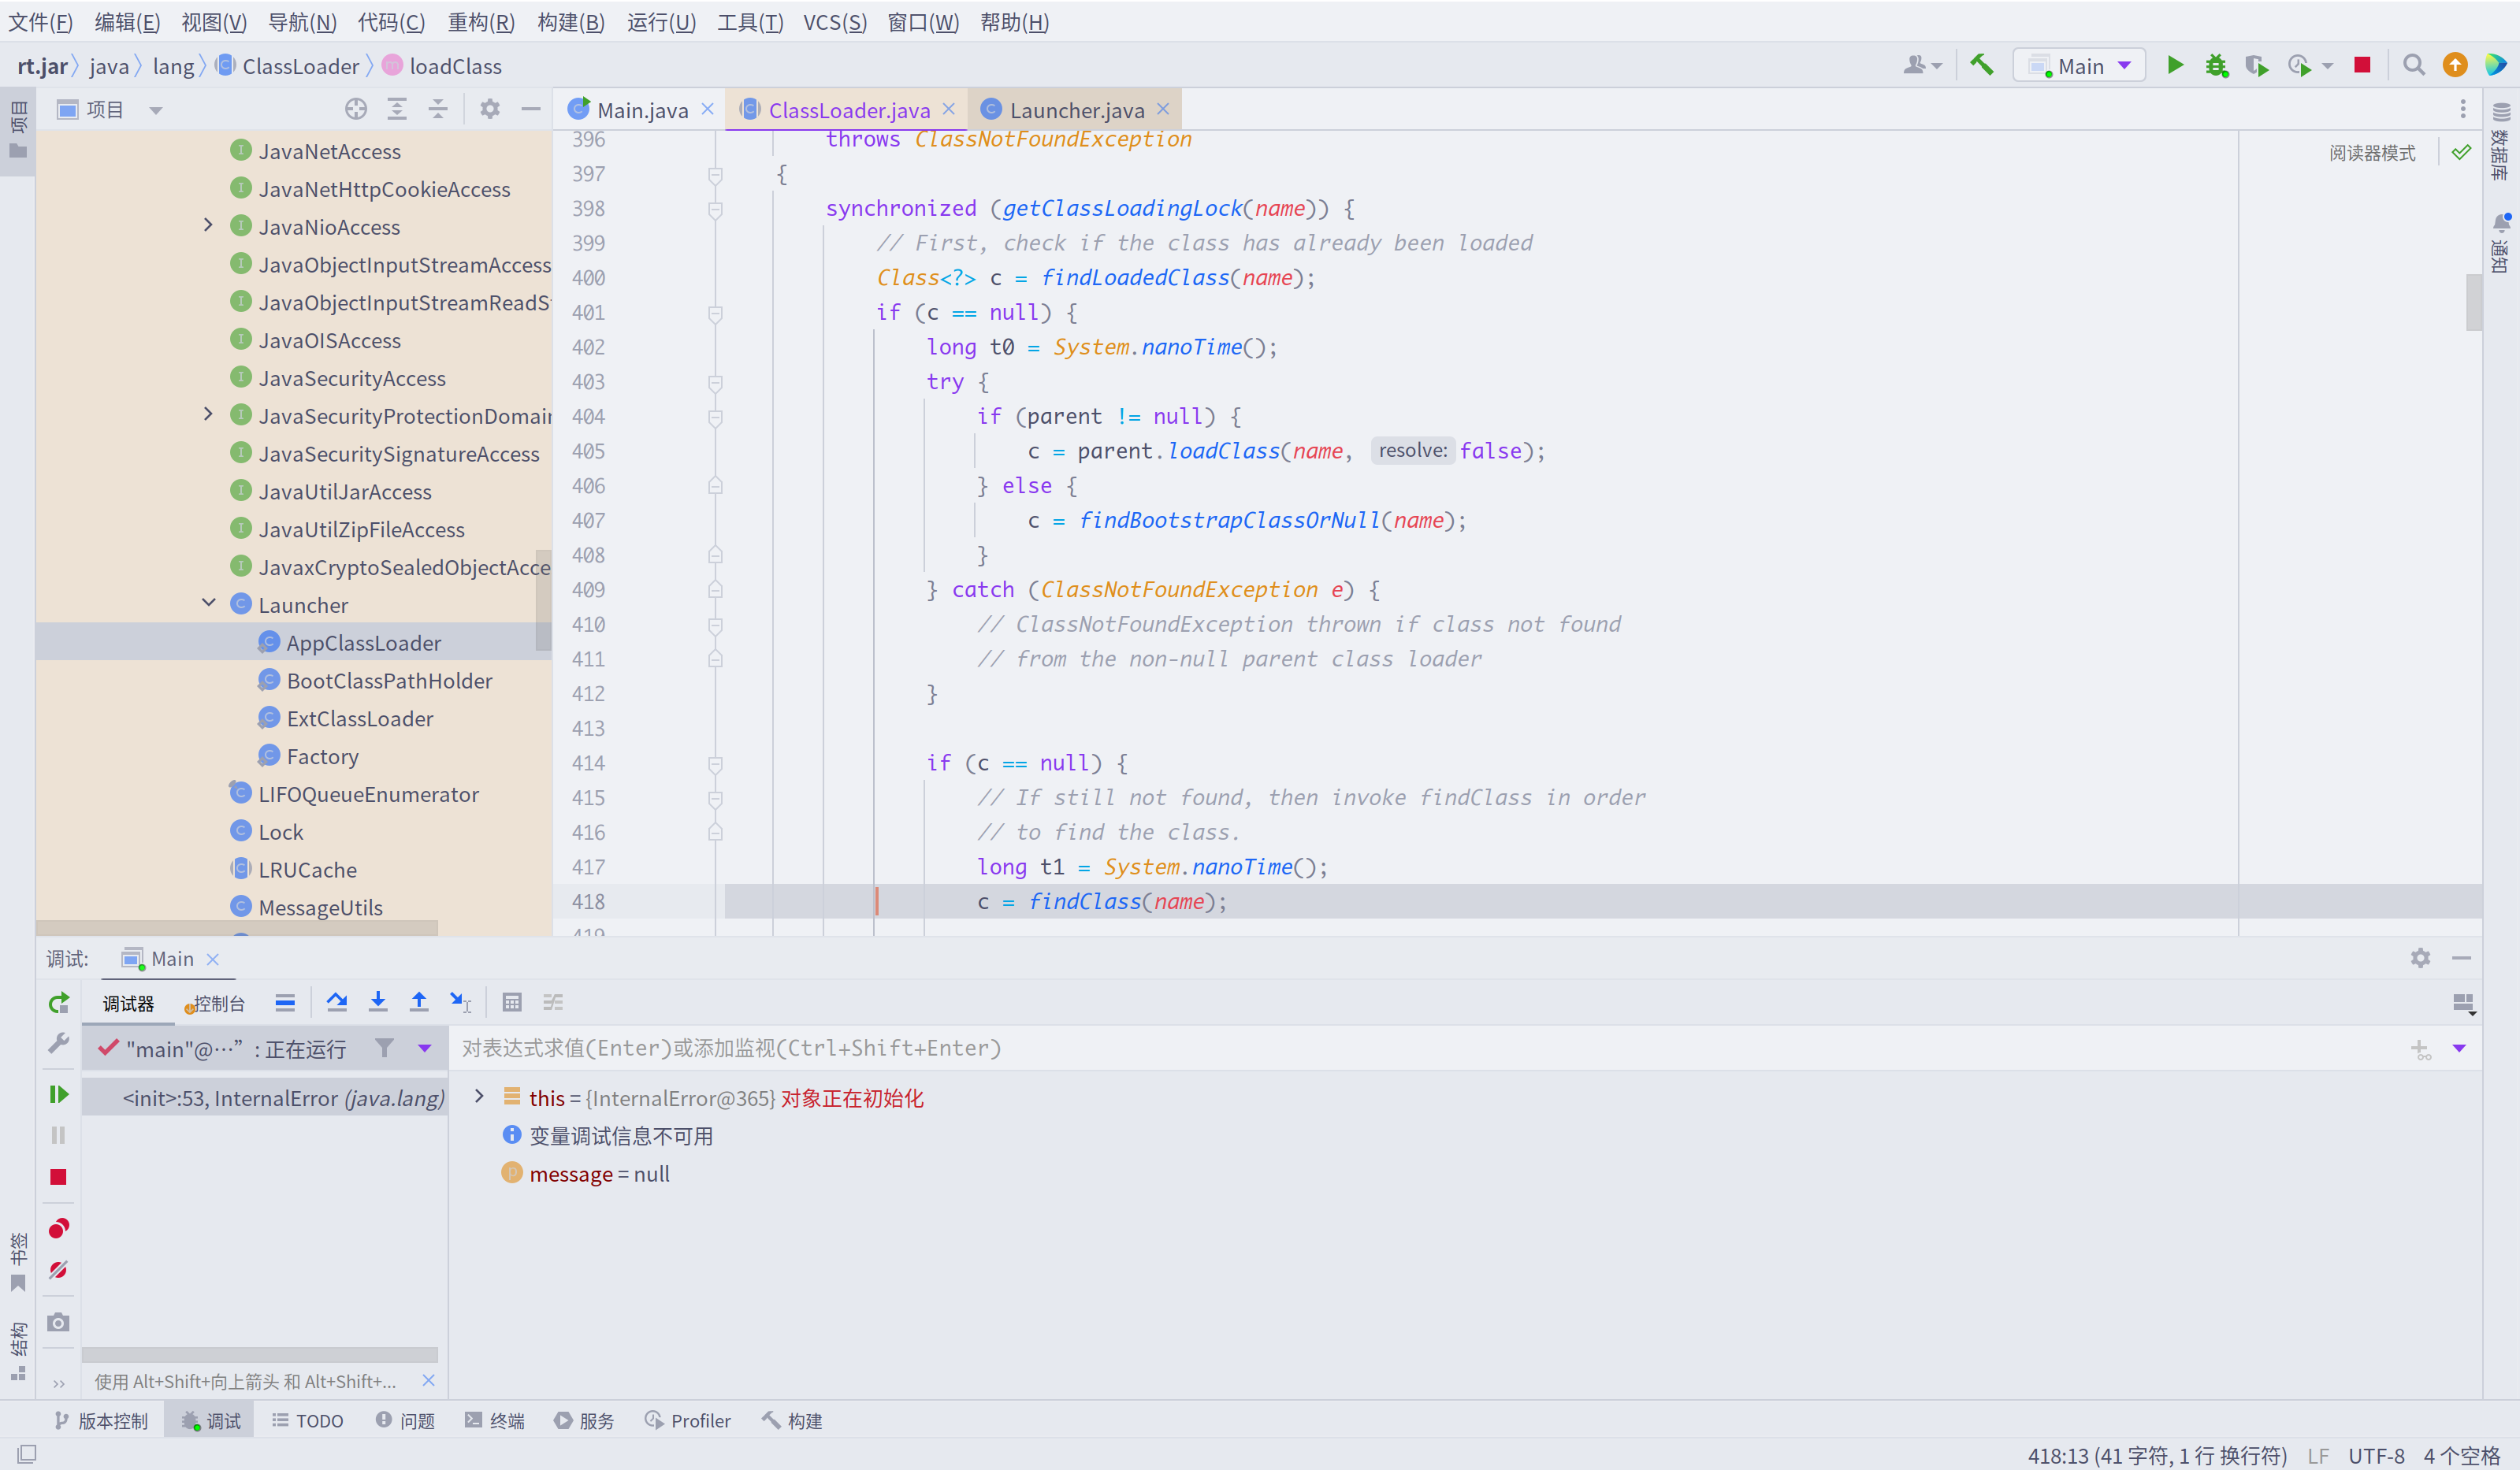 文件(F) 编辑(E) 视图(V) 导航(N) 代码(C) 重构(R) 构建(B) 运行(U) 工具(T) VCS(S) 窗口(W) 帮助(H)
rt.jar java lang ClassLoader loadClass
Main
项目
项目
Main.java ClassLoader.java Launcher.java
JavaNetAccess
JavaNetHttpCookieAccess
JavaNioAccess
JavaObjectInputStreamAccess
JavaObjectInputStreamReadS
JavaOISAccess
JavaSecurityAccess
JavaSecurityProtectionDomain
JavaSecuritySignatureAccess
JavaUtilJarAccess
JavaUtilZipFileAccess
JavaxCryptoSealedObjectAcce
Launcher
AppClassLoader
BootClassPathHolder
ExtClassLoader
Factory
LIFOQueueEnumerator
Lock
LRUCache
MessageUtils
396 throws ClassNotFoundException
397 {
398 synchronized (getClassLoadingLock(name)) {
399 // First, check if the class has already been loaded
400 Class<?> c = findLoadedClass(name);
401 if (c == null) {
402 long t0 = System.nanoTime();
403 try {
404 if (parent != null) {
405 c = parent.loadClass(name, resolve: false);
406 } else {
407 c = findBootstrapClassOrNull(name);
408 }
409 } catch (ClassNotFoundException e) {
410 // ClassNotFoundException thrown if class not found
411 // from the non-null parent class loader
412 }
413
414 if (c == null) {
415 // If still not found, then invoke findClass in order
416 // to find the class.
417 long t1 = System.nanoTime();
418 c = findClass(name);
419
阅读器模式
数据库
通知
调试: Main
调试器 控制台
"main"@…” : 正在运行
对表达式求值(Enter)或添加监视(Ctrl+Shift+Enter)
<init>:53, InternalError (java.lang)
this = {InternalError@365} 对象正在初始化
变量调试信息不可用
message = null
书签
结构
使用 Alt+Shift+向上箭头 和 Alt+Shift+...
版本控制 调试 TODO 问题 终端 服务 Profiler 构建
418:13 (41 字符, 1 行 换行符) LF UTF-8 4 个空格